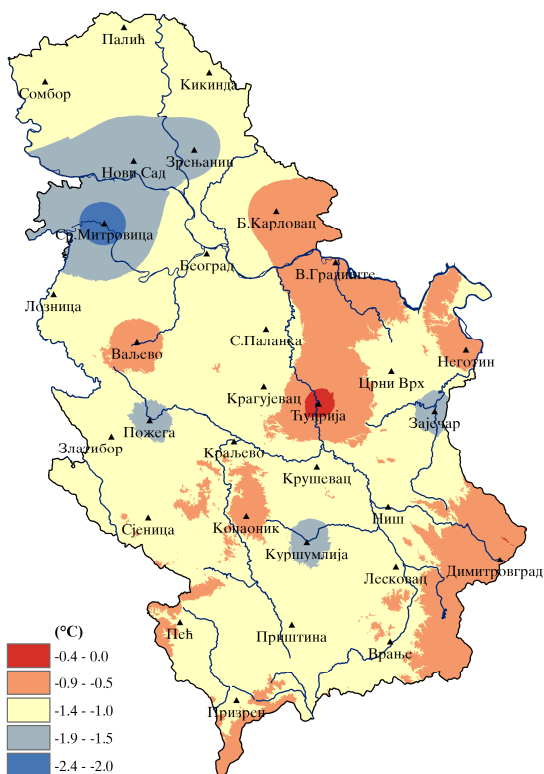 Палић
Сомбор
Кикинда
Зрењанин
Нови Сад
Б.Карловац
Ср.Митровица
Београд
В.Градиште
Лозница
С.Паланка
Ваљево
Неготин
Црни Врх
Крагујевац
Ћуприја
Зајечар
Пожега
Златибор
Краљево
Крушевац
Ниш
Сјеница
Копаоник
Куршумлија
Димитровград
Лесковац
Пећ
Приштина
Врање
Призрен
(°C)
-0.4 - 0.0
-0.9 - -0.5
-1.4 - -1.0
-1.9 - -1.5
-2.4 - -2.0